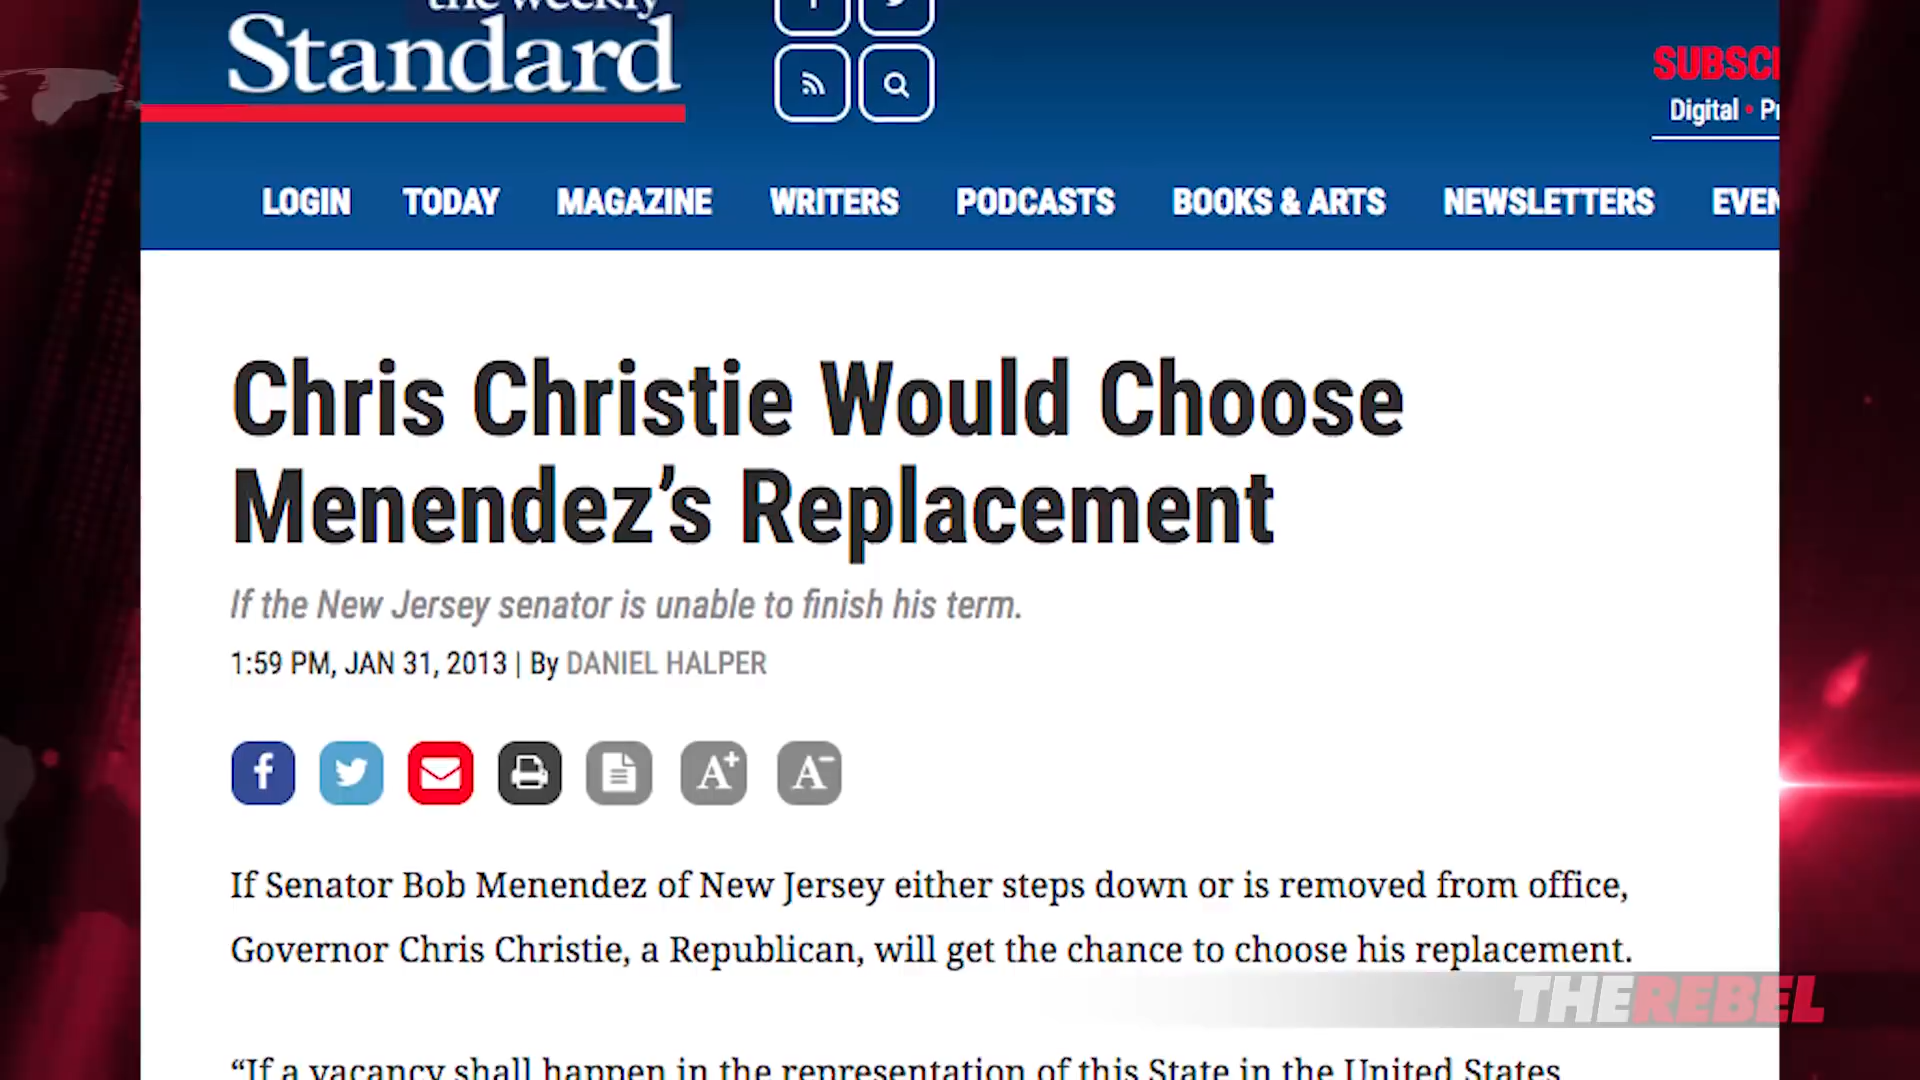 the weekly
Standard
SUBSC
Digital • P
LOGIN TODAY MAGAZINE WRITERS PODCASTS BOOKS & ARTS NEWSLETTERS EVEN
Chris Christie Would Choose
Menendez’s Replacement
If the New Jersey senator is unable to finish his term.
1:59 PM, JAN 31, 2013 | By DANIEL HALPER
f A+ A-
If Senator Bob Menendez of New Jersey either steps down or is removed from office,
Governor Chris Christie, a Republican, will get the chance to choose his replacement.
THE REBEL
“If a vacancy shall happen in the representation of this State in the United States